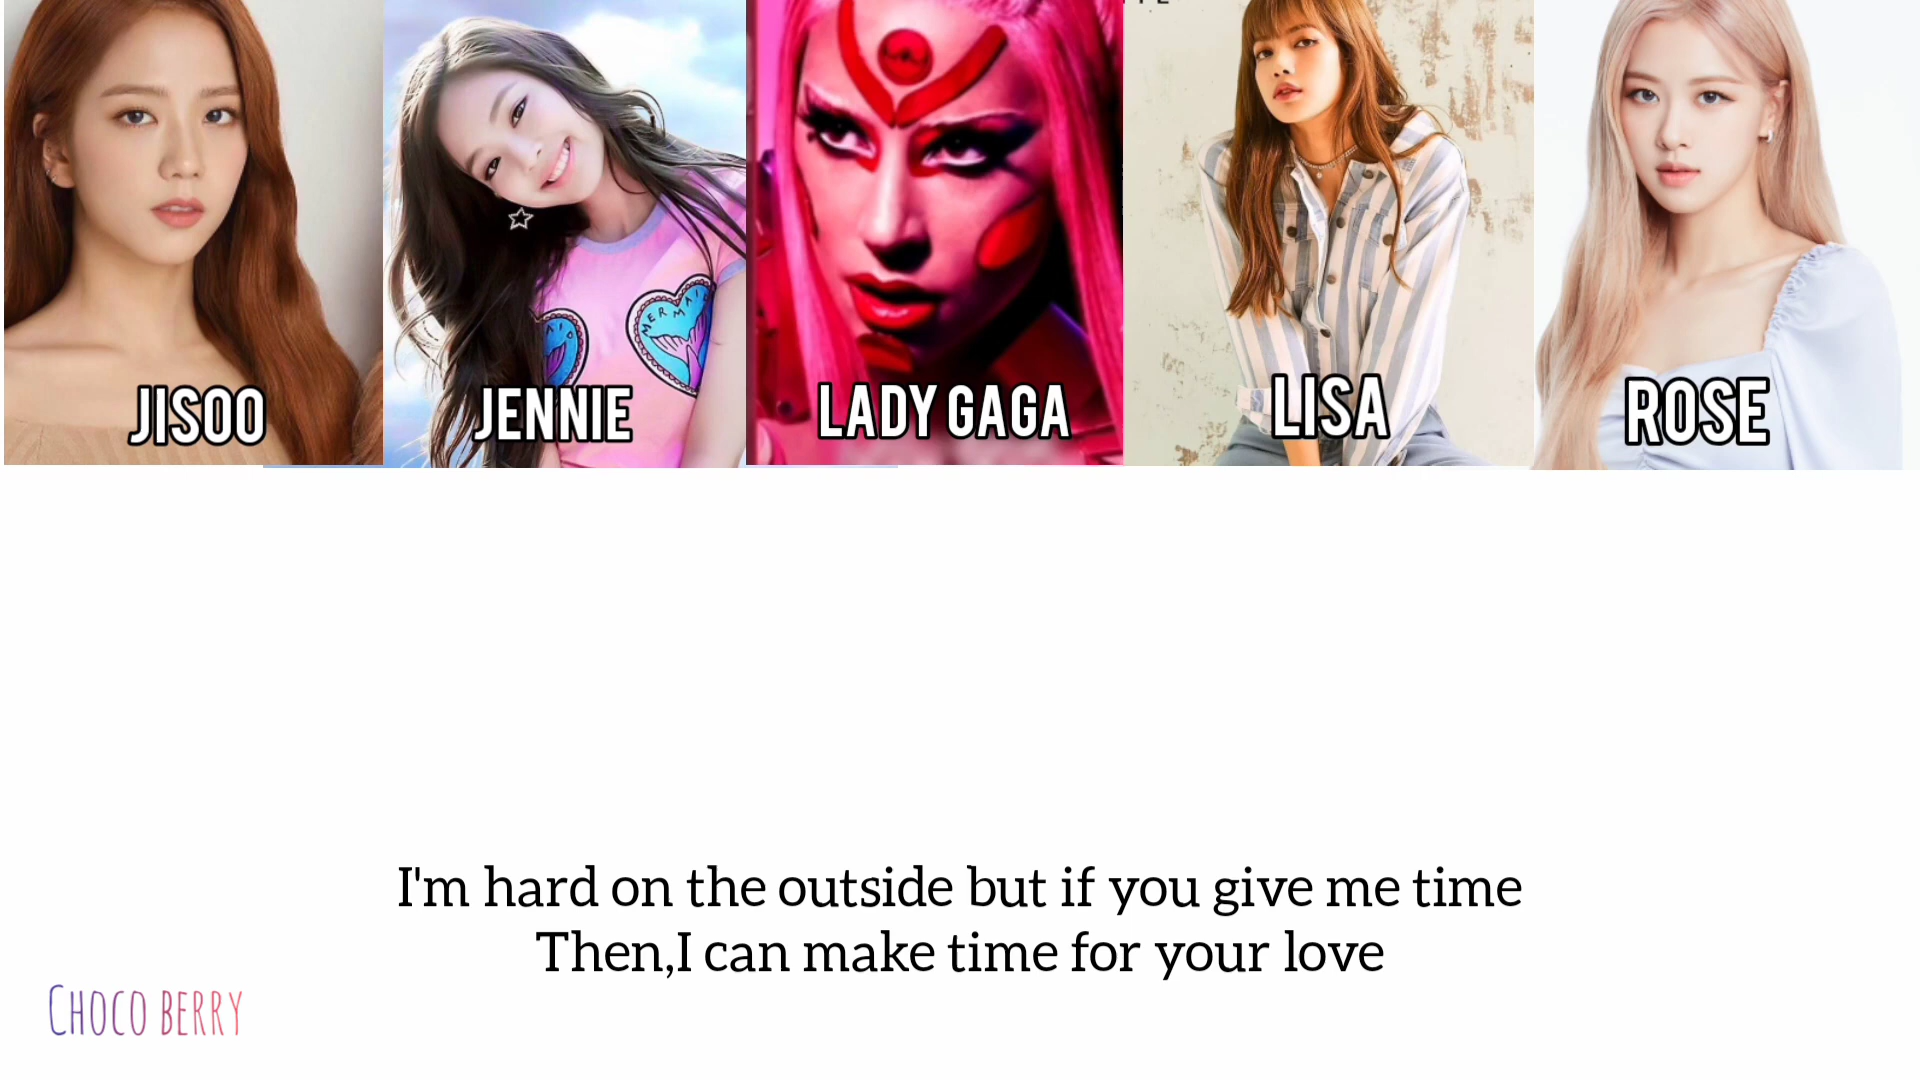 JISOO
JENNIE
LADY GAGA
LISA
ROSE
MERMAID
I'm hard on the outside but if you give me time
Then,I can make time for your love
CHOCO BERRY